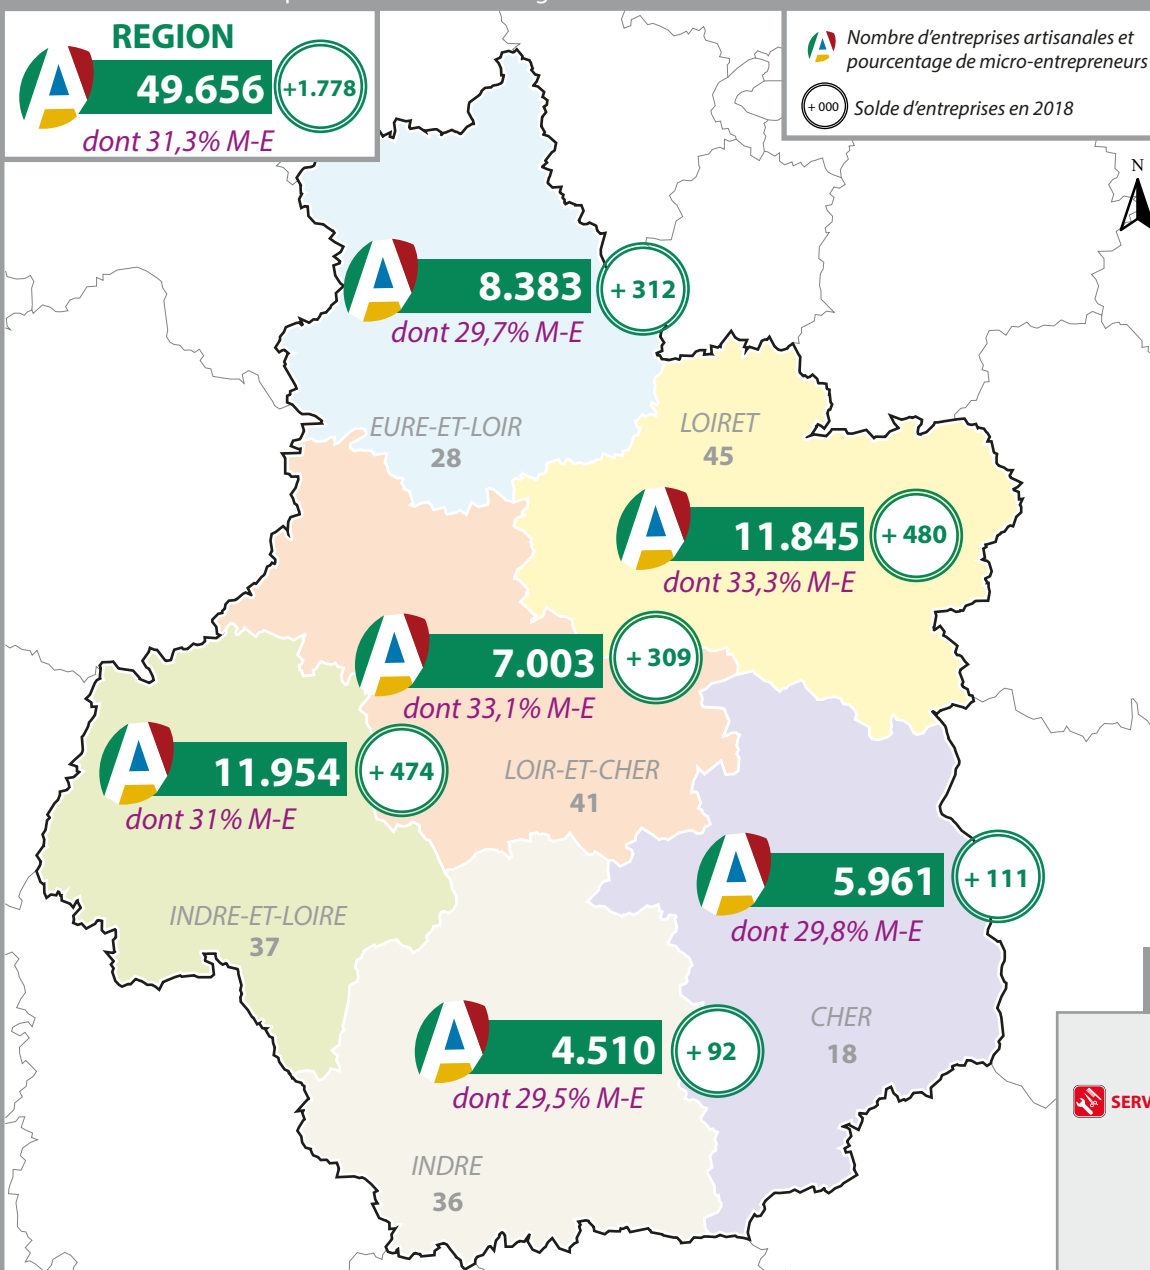 REGION
49.656
+1.778
dont 31,3% M-E
Nombre d'entreprises artisanales et
pourcentage de micro-entrepreneurs
+ 000
Solde d'entreprises en 2018
N
8.383
+ 312
dont 29,7% M-E
EURE-ET-LOIR
28
LOIRET
45
11.845
+ 480
dont 33,3% M-E
7.003
+ 309
dont 33,1% M-E
LOIR-ET-CHER
41
11.954
+ 474
dont 31% M-E
INDRE-ET-LOIRE
37
5.961
+ 111
dont 29,8% M-E
CHER
18
4.510
+ 92
dont 29,5% M-E
INDRE
36
SERV